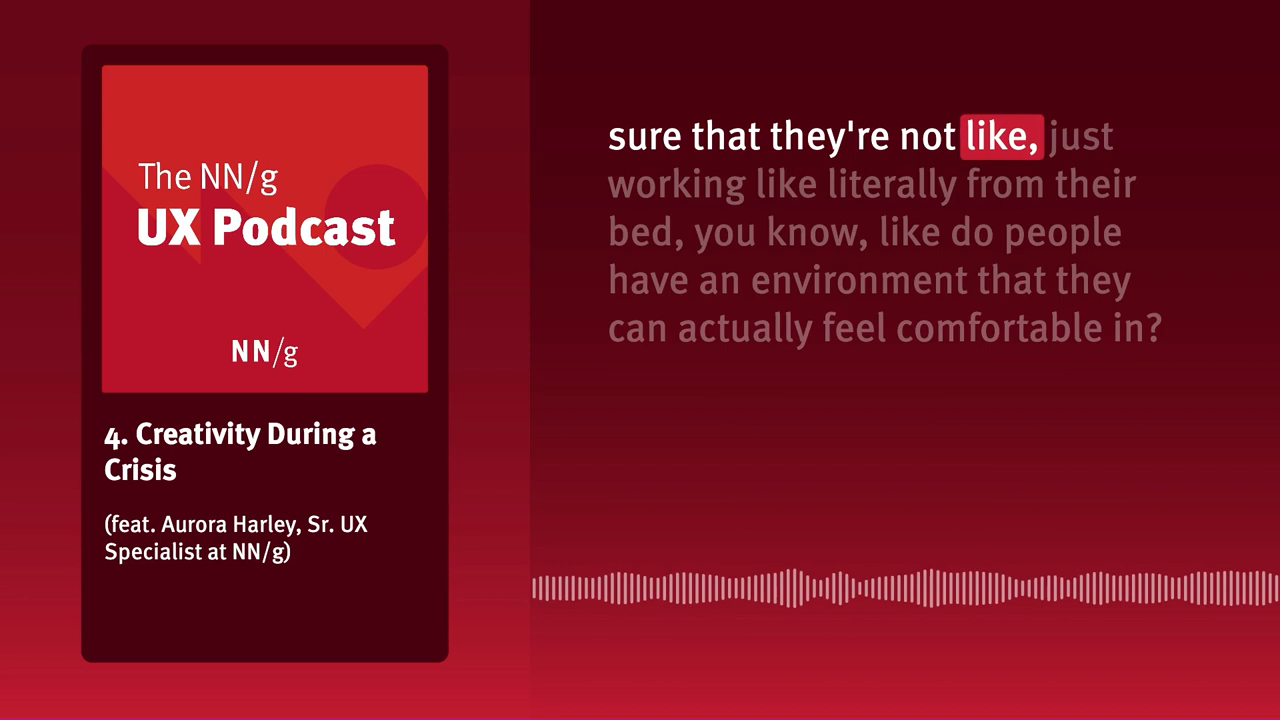 The NN/g
UX Podcast
NN/g
4. Creativity During a
Crisis
(feat. Aurora Harley, Sr. UX
Specialist at NN/g)
sure that they're not like, just
working like literally from their
bed, you know, like do people
have an environment that they
can actually feel comfortable in?